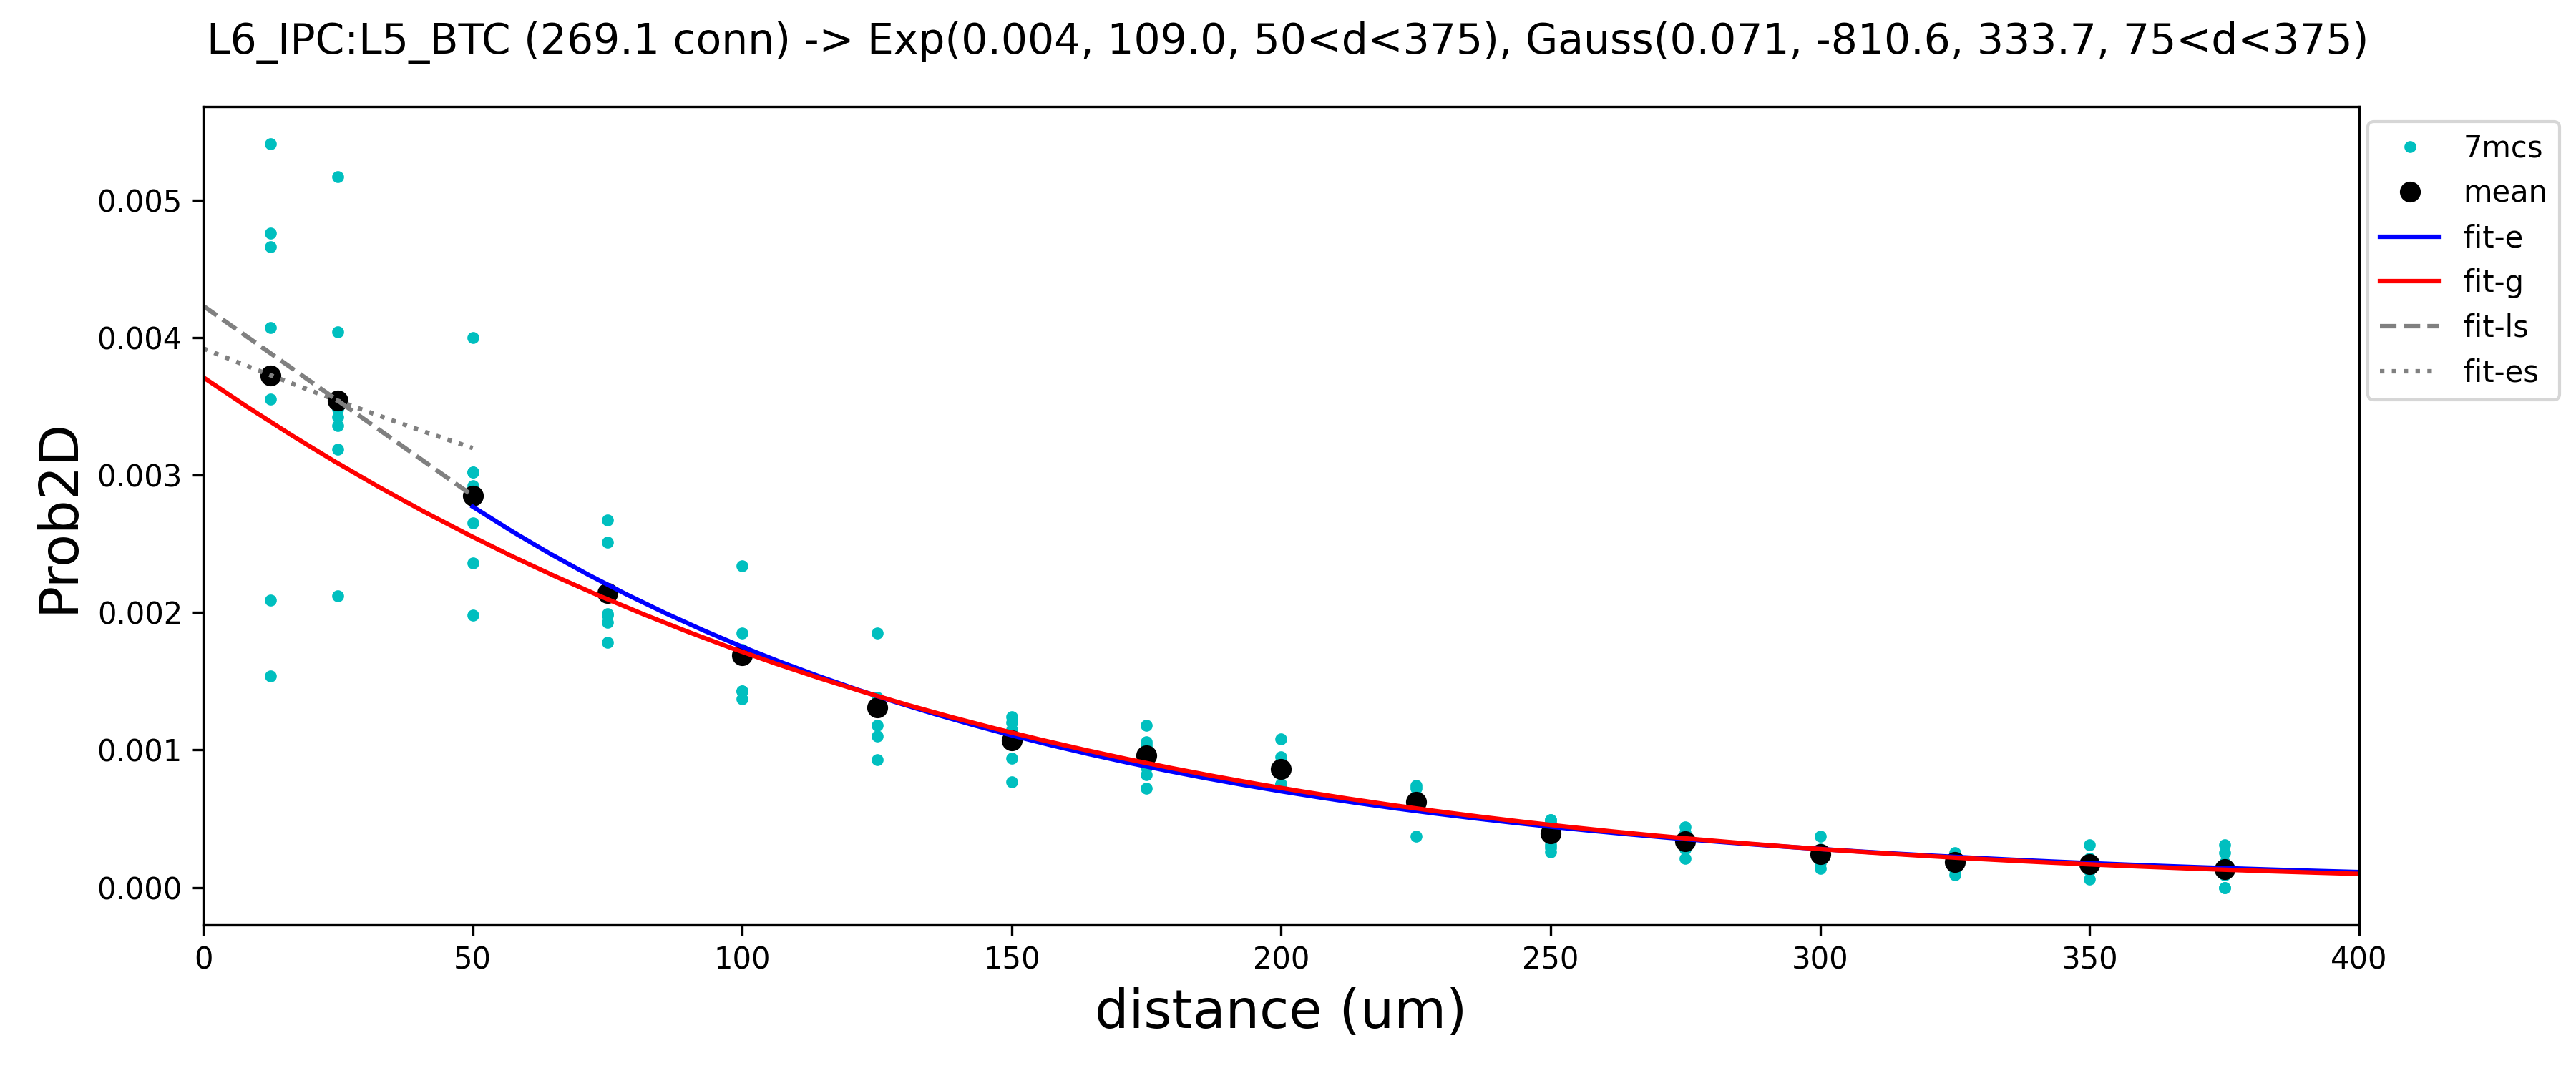 L6_IPC:L5_BTC (269.1 conn) -> Exp(0.004, 109.0, 50<d<375), Gauss(0.071, -810.6, 333.7, 75<d<375)
7mcs
mean
fit-e
fit-g
fit-ls
fit-es
Prob2D
0.005
0.004
0.003
0.002
0.001
0.000
0 50 100 150 200 250 300 350 400
distance (um)